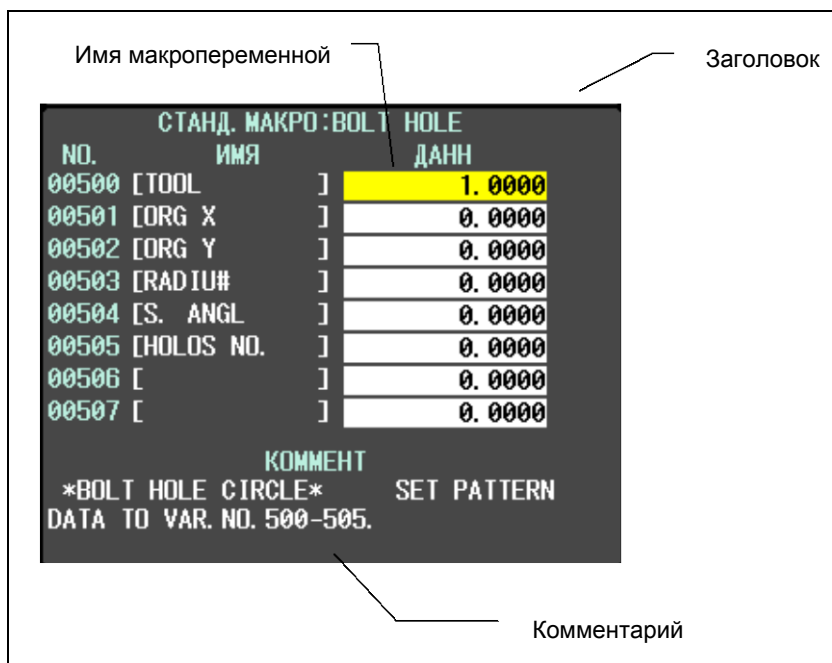 Имя макропеременной
Заголовок
СТАНД. МАКРО:BOLT HOLE
NO. ИМЯ ДАНН
00500 [TOOL ] 1.0000
00501 [ORG X ] 0.0000
00502 [ORG Y ] 0.0000
00503 [RADIU# ] 0.0000
00504 [S. ANGL ] 0.0000
00505 [HOLOS NO. ] 0.0000
00506 [ ] 0.0000
00507 [ ] 0.0000
КОММЕНТ
*BOLT HOLE CIRCLE* SET PATTERN
DATA TO VAR. NO. 500-505.
Комментарий